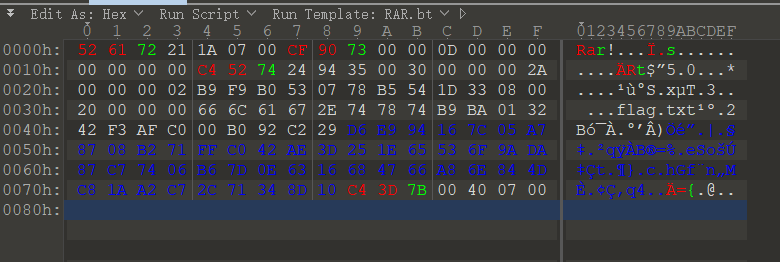 Edit As: Hex Run Script Run Template: RAR.bt
0 1 2 3 4 5 6 7 8 9 A B C D E F 0123456789ABCDEF
0000h: 52 61 72 21 1A 07 00 CF 90 73 00 00 0D 00 00 00 Rar!...Ï.s......
0010h: 00 00 00 00 C4 52 74 24 94 35 00 30 00 00 00 2A ....ÄRt$”5.0...*
0020h: 00 00 00 02 B9 F9 B0 53 07 78 B5 54 1D 33 08 00 ....¹ù°S.xµT.3..
0030h: 20 00 00 00 66 6C 61 67 2E 74 78 74 B9 BA 01 32 ...flag.txt¹º.2
0040h: 42 F3 AF C0 00 B0 92 C2 29 D6 E9 94 16 7C 05 A7 Bó¯À.°’Â)Öé”.|.§
0050h: 87 08 B2 71 FF C0 42 AE 3D 25 1E 65 53 6F 9A DA ‡.²qÿÀB®=%.eSošÚ
0060h: 87 C7 74 06 B6 7D 0E 63 16 68 47 66 A8 6E 84 4D ‡Çt.¶}.c.hGf¨n„M
0070h: C8 1A A2 C7 2C 71 34 8D 10 C4 3D 7B 00 40 07 00 È.¢Ç,q4..Ä={.@..
0080h: